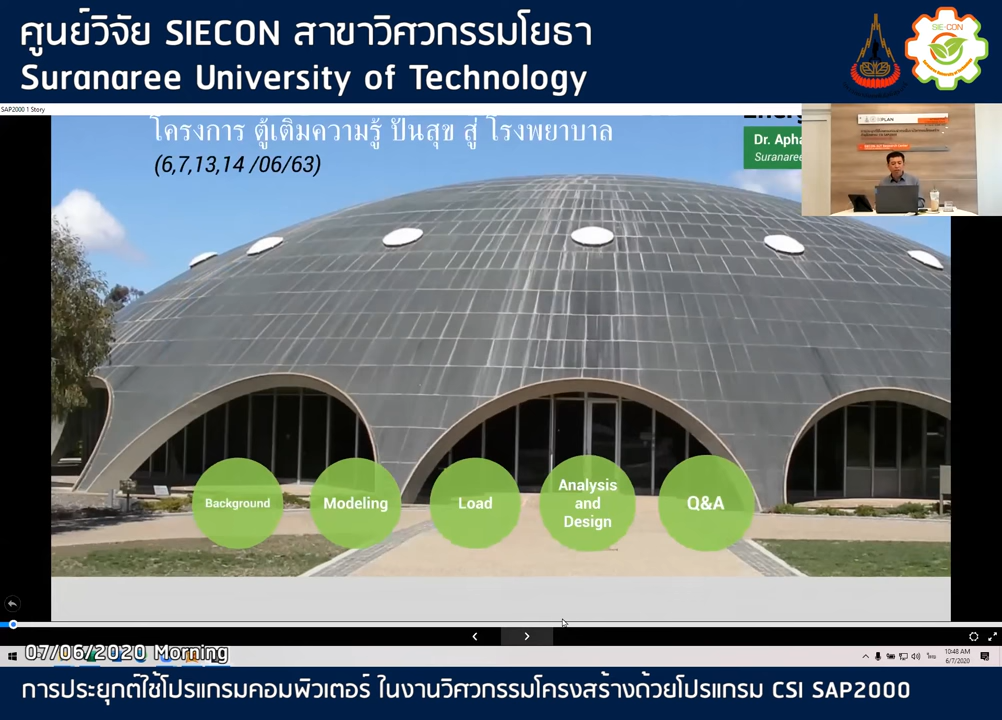 ศูนย์วิจัย SIECON สาขาวิศวกรรมโยธา
Suranaree University of Technology
SIE-CON
SAP2000 1 Story
โครงการ ตู้เติมความรู้ ปันสุข สู่ โรงพยาบาล
(6,7,13,14 /06/63)
Dr. Apha
Suranaree
Background
Modeling
Load
Analysis
and
Design
Q&A
07/06/2020 Morning
10:48 AM
6/7/2020
การประยุกต์ใช้โปรแกรมคอมพิวเตอร์ ในงานวิศวกรรมโครงสร้างด้วยโปรแกรม CSI SAP2000